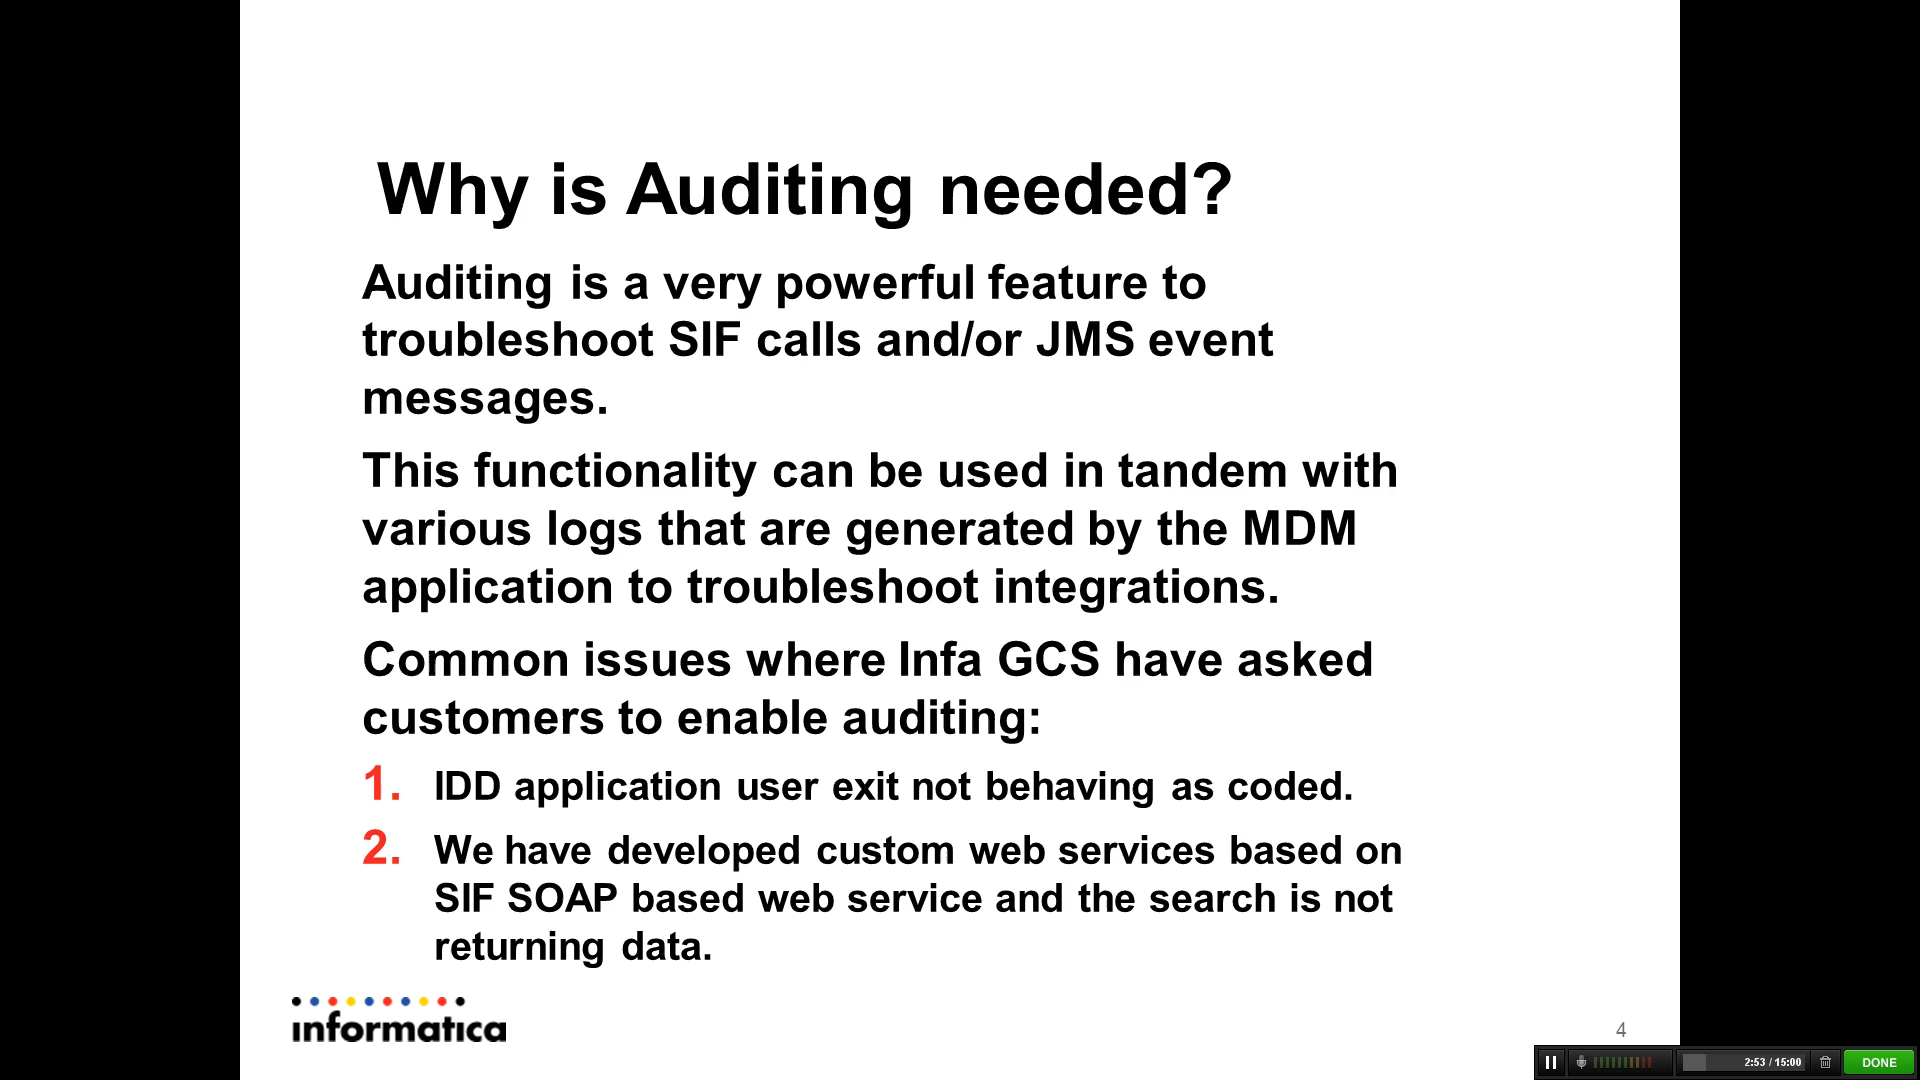 Why is Auditing needed?
Auditing is a very powerful feature to
troubleshoot SIF calls and/or JMS event
messages.
This functionality can be used in tandem with
various logs that are generated by the MDM
application to troubleshoot integrations.
Common issues where Infa GCS have asked
customers to enable auditing:
1. IDD application user exit not behaving as coded.
2. We have developed custom web services based on
SIF SOAP based web service and the search is not
returning data.
informatica
4
2:53 / 15:00
DONE